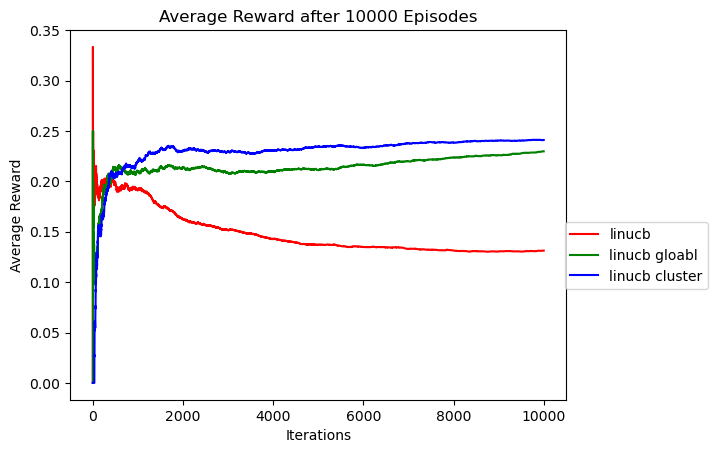 Average Reward after 10000 Episodes
Average Reward
0.35
0.30
0.25
0.20
0.15
0.10
0.05
0.00
0
2000
4000
6000
8000
10000
Iterations
linucb
linucb gloabl
linucb cluster